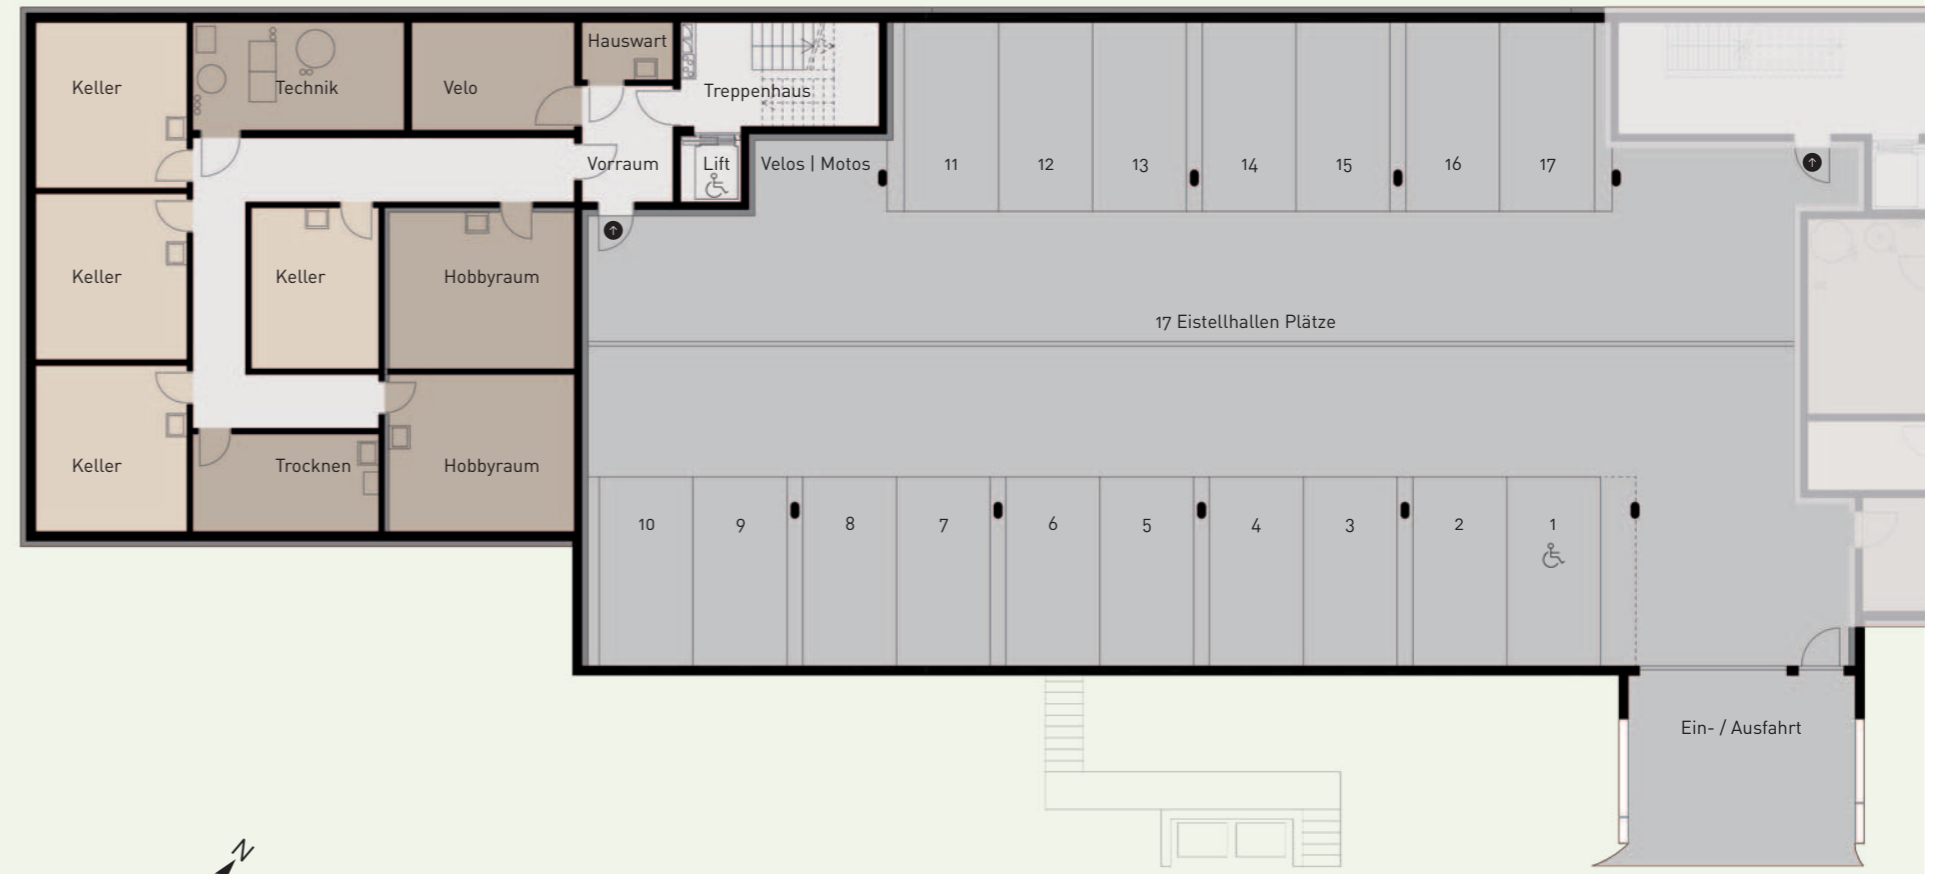 Hauswart
Keller
Technik
Velo
Treppenhaus
Vorraum
Lift
Velos | Motos
11
12
13
14
15
16
17
Keller
Keller
Hobbyraum
17 Eistellhallen Plätze
Keller
Trocknen
Hobbyraum
10
9
8
7
6
5
4
3
2
1
Ein- / Ausfahrt
N